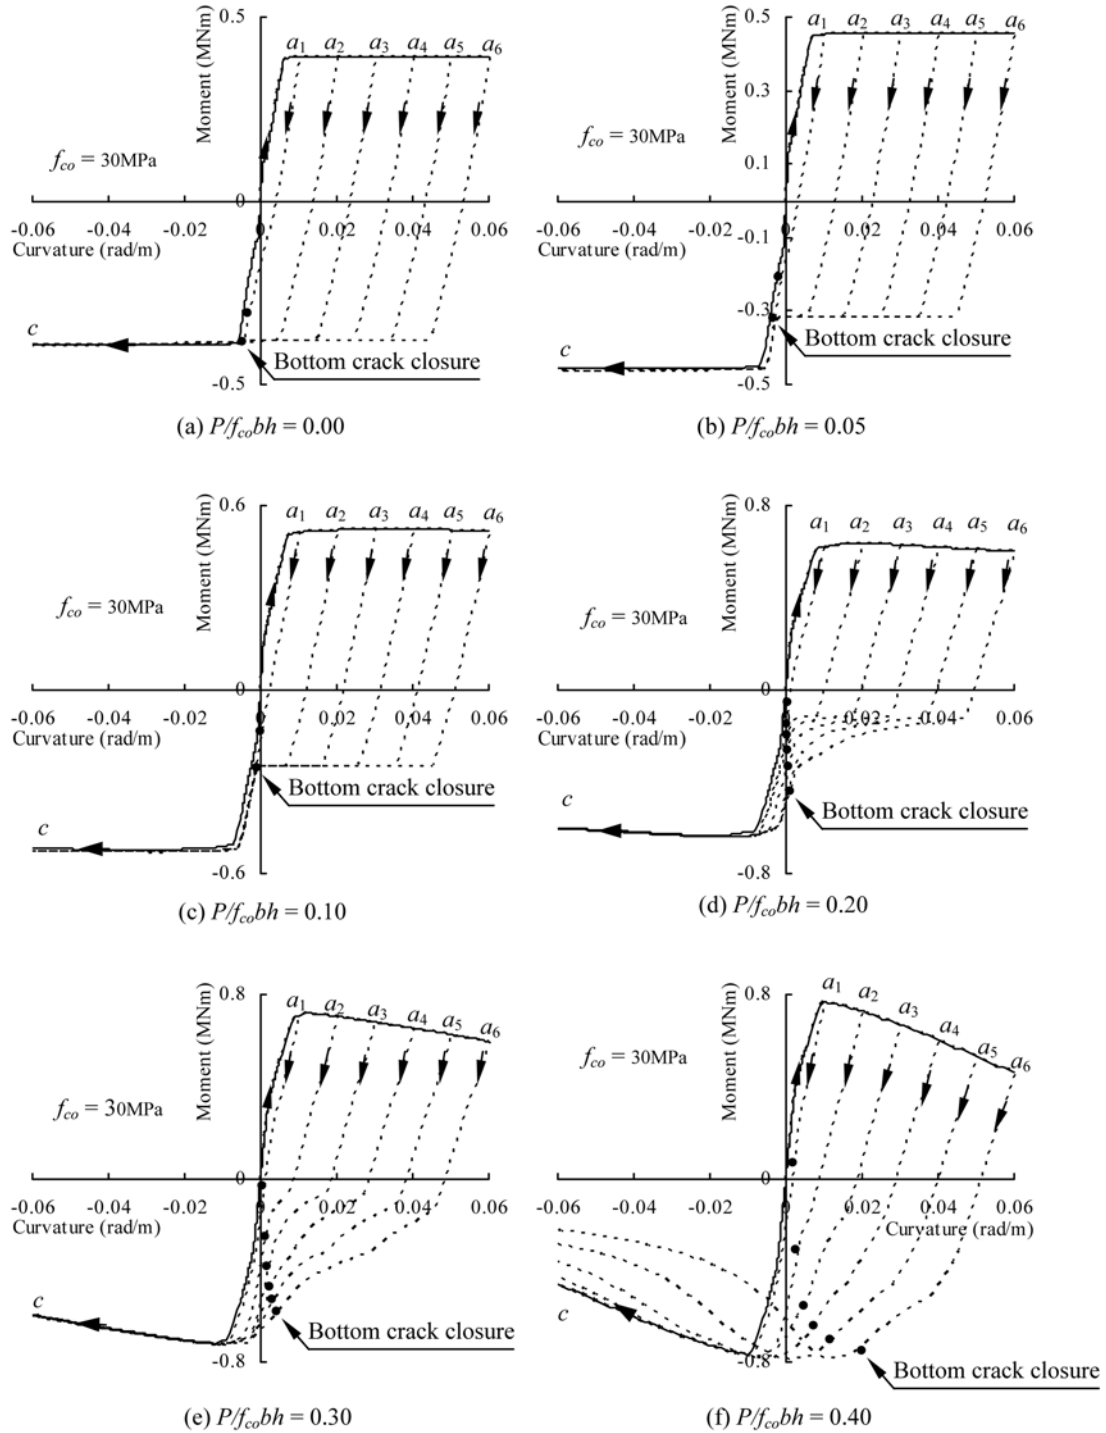 0.5
Moment (MNm)
a1 a2 a3 a4 a5 a6
fco = 30MPa
0
-0.06 -0.04 -0.02 0 0.02 0.04 0.06
Curvature (rad/m)
c
Bottom crack closure
-0.5
(a) P/fcobh = 0.00
0.5
Moment (MNm)
a1 a2 a3 a4 a5 a6
0.3
fco = 30MPa
0.1
-0.06 -0.04 -0.02 0 0.02 0.04 0.06
Curvature (rad/m)
-0.1
-0.3
Bottom crack closure
c
-0.5
(b) P/fcobh = 0.05
0.6
Moment (MNm)
a1 a2 a3 a4 a5 a6
fco = 30MPa
0
-0.06 -0.04 -0.02 0 0.02 0.04 0.06
Curvature (rad/m)
Bottom crack closure
c
-0.6
(c) P/fcobh = 0.10
0.8
Moment (MNm)
a1 a2 a3 a4 a5 a6
fco = 30MPa
0
-0.06 -0.04 -0.02 0 0.02 0.04 0.06
Curvature (rad/m)
c
Bottom crack closure
-0.8
(d) P/fcobh = 0.20
0.8
Moment (MNm)
a1 a2 a3 a4 a5 a6
fco = 30MPa
0
-0.06 -0.04 -0.02 0 0.02 0.04 0.06
Curvature (rad/m)
c
Bottom crack closure
-0.8
(e) P/fcobh = 0.30
0.8
Moment (MNm)
a1 a2 a3 a4 a5 a6
fco = 30MPa
0
-0.06 -0.04 -0.02 0 0.02 0.04 0.06
Curvature (rad/m)
c
-0.8
Bottom crack closure
(f) P/fcobh = 0.40